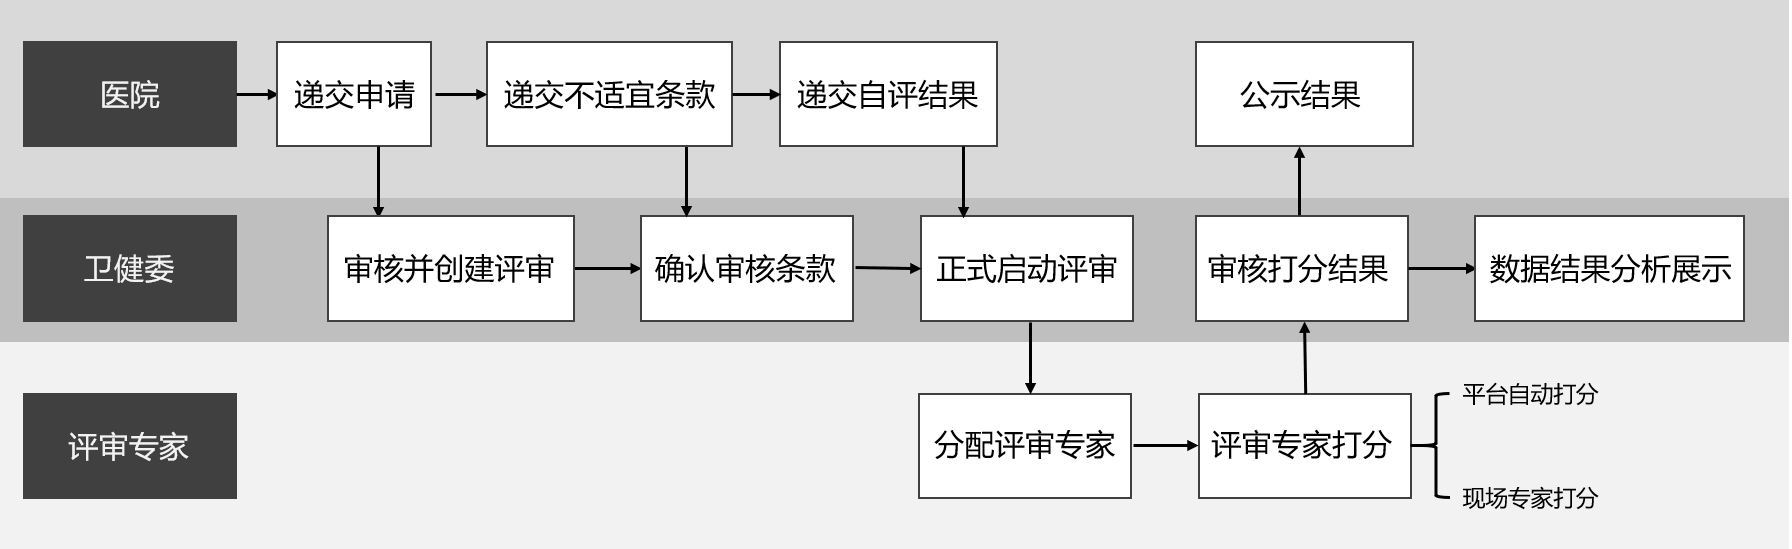 医院
递交申请
递交不适宜条款
递交自评结果
公示结果
卫健委
审核并创建评审
确认审核条款
正式启动评审
审核打分结果
数据结果分析展示
评审专家
分配评审专家
评审专家打分
平台自动打分
现场专家打分